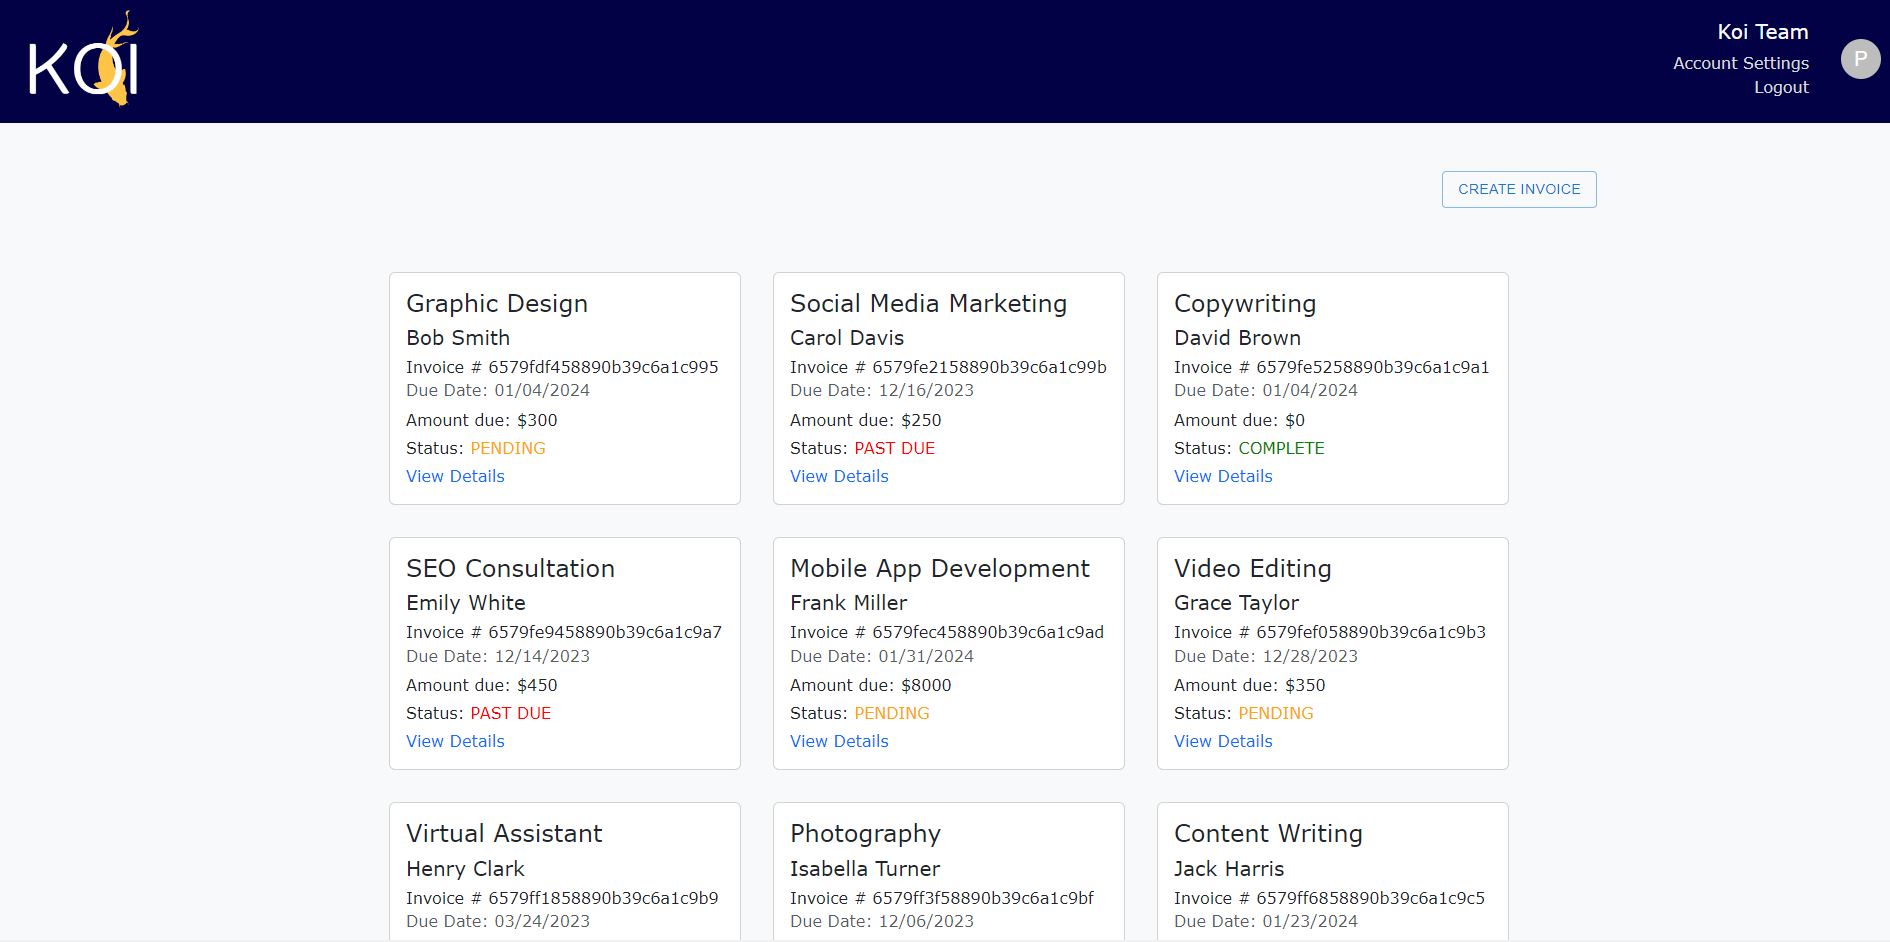 KOI
Koi Team
Account Settings
Logout
P
CREATE INVOICE
Graphic Design
Bob Smith
Invoice # 6579fdf458890b39c6a1c995
Due Date: 01/04/2024
Amount due: $300
Status: PENDING
View Details
Social Media Marketing
Carol Davis
Invoice # 6579fe2158890b39c6a1c99b
Due Date: 12/16/2023
Amount due: $250
Status: PAST DUE
View Details
Copywriting
David Brown
Invoice # 6579fe5258890b39c6a1c9a1
Due Date: 01/04/2024
Amount due: $0
Status: COMPLETE
View Details
SEO Consultation
Emily White
Invoice # 6579fe9458890b39c6a1c9a7
Due Date: 12/14/2023
Amount due: $450
Status: PAST DUE
View Details
Mobile App Development
Frank Miller
Invoice # 6579fec458890b39c6a1c9ad
Due Date: 01/31/2024
Amount due: $8000
Status: PENDING
View Details
Video Editing
Grace Taylor
Invoice # 6579fef058890b39c6a1c9b3
Due Date: 12/28/2023
Amount due: $350
Status: PENDING
View Details
Virtual Assistant
Henry Clark
Invoice # 6579ff1858890b39c6a1c9b9
Due Date: 03/24/2023
Photography
Isabella Turner
Invoice # 6579ff3f58890b39c6a1c9bf
Due Date: 12/06/2023
Content Writing
Jack Harris
Invoice # 6579ff6858890b39c6a1c9c5
Due Date: 01/23/2024